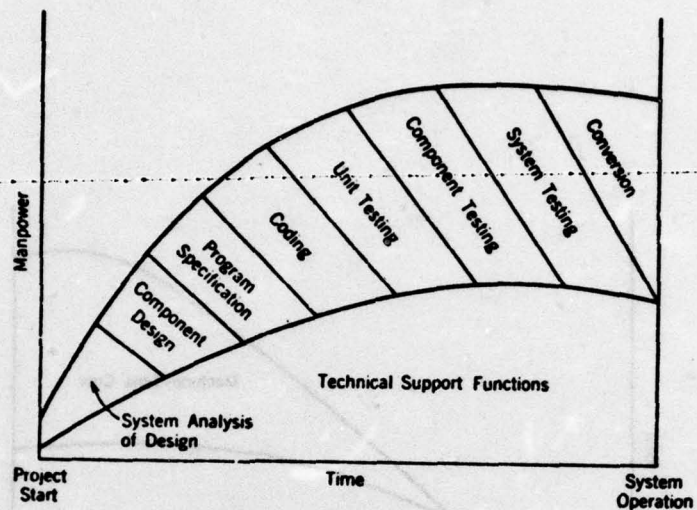 Manpower
System Analysis
of Design
Component
Design
Program
Specification
Coding
Unit Testing
Component Testing
System Testing
Conversion
Technical Support Functions
Project
Start
Time
System
Operation